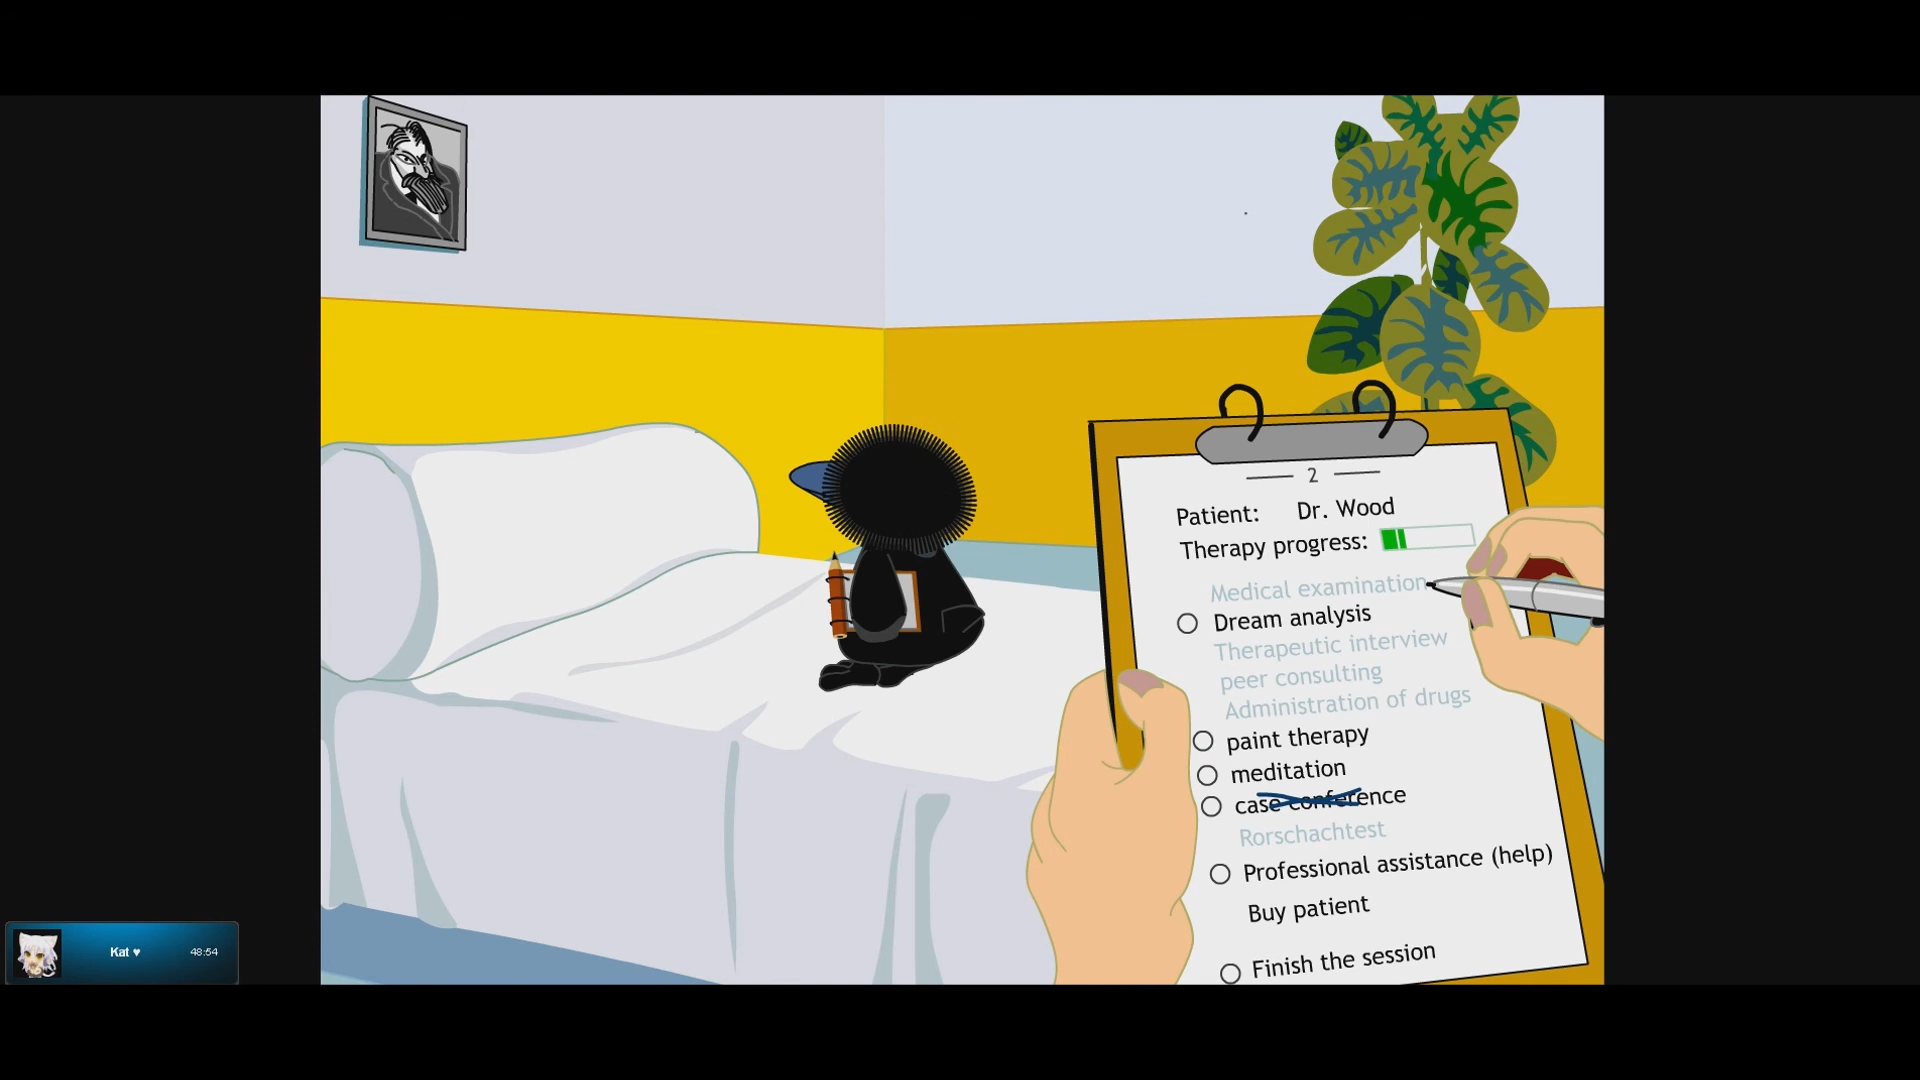 2
Patient: Dr. Wood
Therapy progress:
Medical examination
Dream analysis
Therapeutic interview
peer consulting
Administration of drugs
paint therapy
meditation
case conference
Rorschachtest
Professional assistance (help)
Buy patient
Finish the session
Kat ♥ 48:54